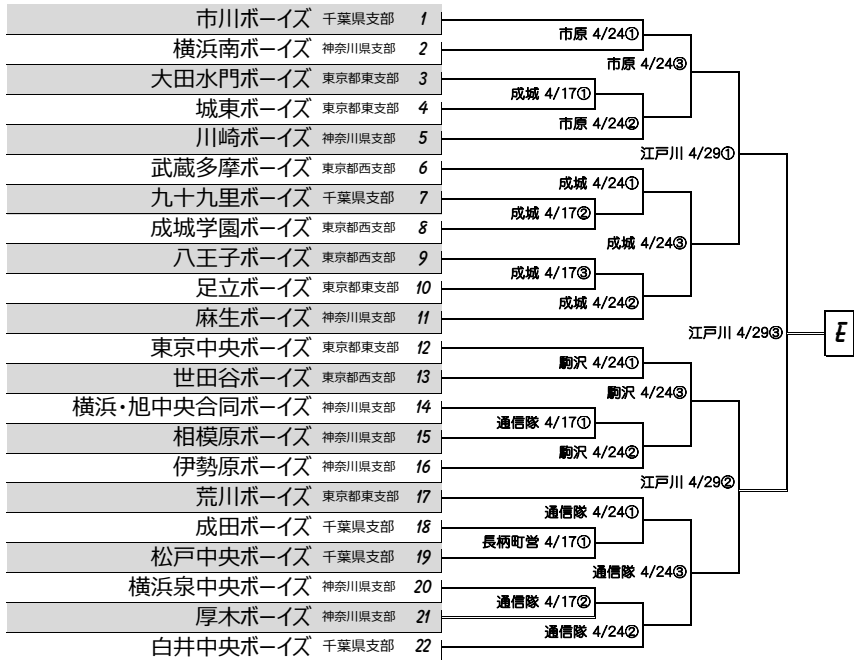 市川ボーイズ 千葉県支部 1
市原 4/24①
横浜南ボーイズ 神奈川県支部 2
市原 4/24③
大田水門ボーイズ 東京都東支部 3
成城 4/17①
城東ボーイズ 東京都東支部 4
市原 4/24②
川崎ボーイズ 神奈川県支部 5
江戸川 4/29①
武蔵多摩ボーイズ 東京都西支部 6
成城 4/24①
九十九里ボーイズ 千葉県支部 7
成城 4/17②
成城学園ボーイズ 東京都西支部 8
成城 4/24③
八王子ボーイズ 東京都西支部 9
成城 4/17③
足立ボーイズ 東京都東支部 10
成城 4/24②
麻生ボーイズ 神奈川県支部 11
江戸川 4/29③
E
東京中央ボーイズ 東京都東支部 12
駒沢 4/24①
世田谷ボーイズ 東京都西支部 13
駒沢 4/24③
横浜・旭中央合同ボーイズ 神奈川県支部 14
通信隊 4/17①
相模原ボーイズ 神奈川県支部 15
駒沢 4/24②
伊勢原ボーイズ 神奈川県支部 16
江戸川 4/29②
荒川ボーイズ 東京都東支部 17
通信隊 4/24①
成田ボーイズ 千葉県支部 18
長柄町営 4/17①
松戸中央ボーイズ 千葉県支部 19
通信隊 4/24③
横浜泉中央ボーイズ 神奈川県支部 20
通信隊 4/17②
厚木ボーイズ 神奈川県支部 21
通信隊 4/24②
白井中央ボーイズ 千葉県支部 22